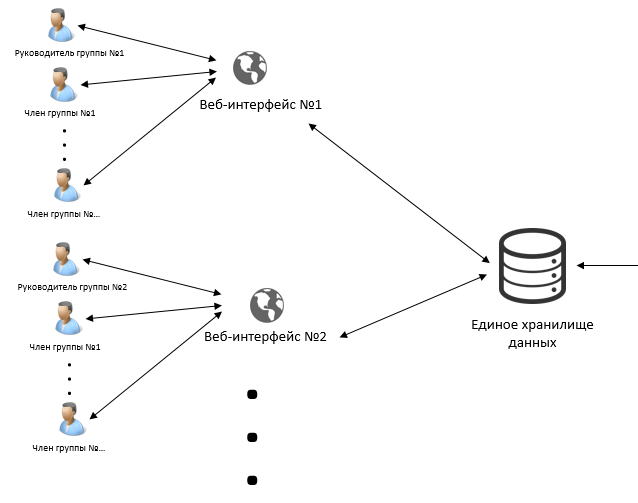 Руководитель группы №1
Член группы №1
Веб-интерфейс №1
Член группы №...
Руководитель группы №2
Единое хранилище
данных
Веб-интерфейс №2
Член группы №1
Член группы №...